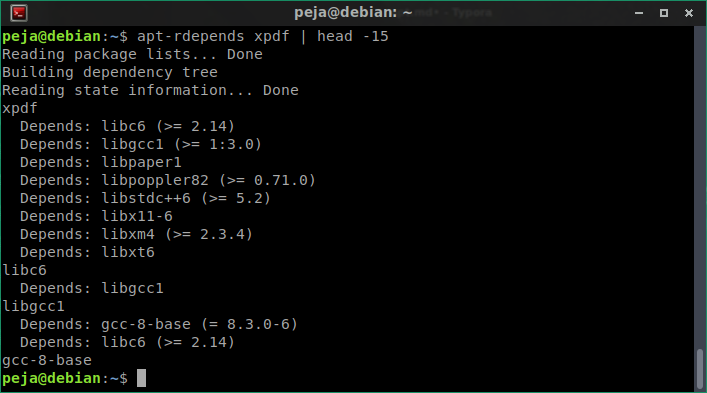 peja@debian: ~
peja@debian:~$ apt-rdepends xpdf | head -15
Reading package lists... Done
Building dependency tree
Reading state information... Done
xpdf
  Depends: libc6 (>= 2.14)
  Depends: libgcc1 (>= 1:3.0)
  Depends: libpaper1
  Depends: libpoppler82 (>= 0.71.0)
  Depends: libstdc++6 (>= 5.2)
  Depends: libx11-6
  Depends: libxm4 (>= 2.3.4)
  Depends: libxt6
libc6
  Depends: libgcc1
libgcc1
  Depends: gcc-8-base (= 8.3.0-6)
  Depends: libc6 (>= 2.14)
gcc-8-base
peja@debian:~$